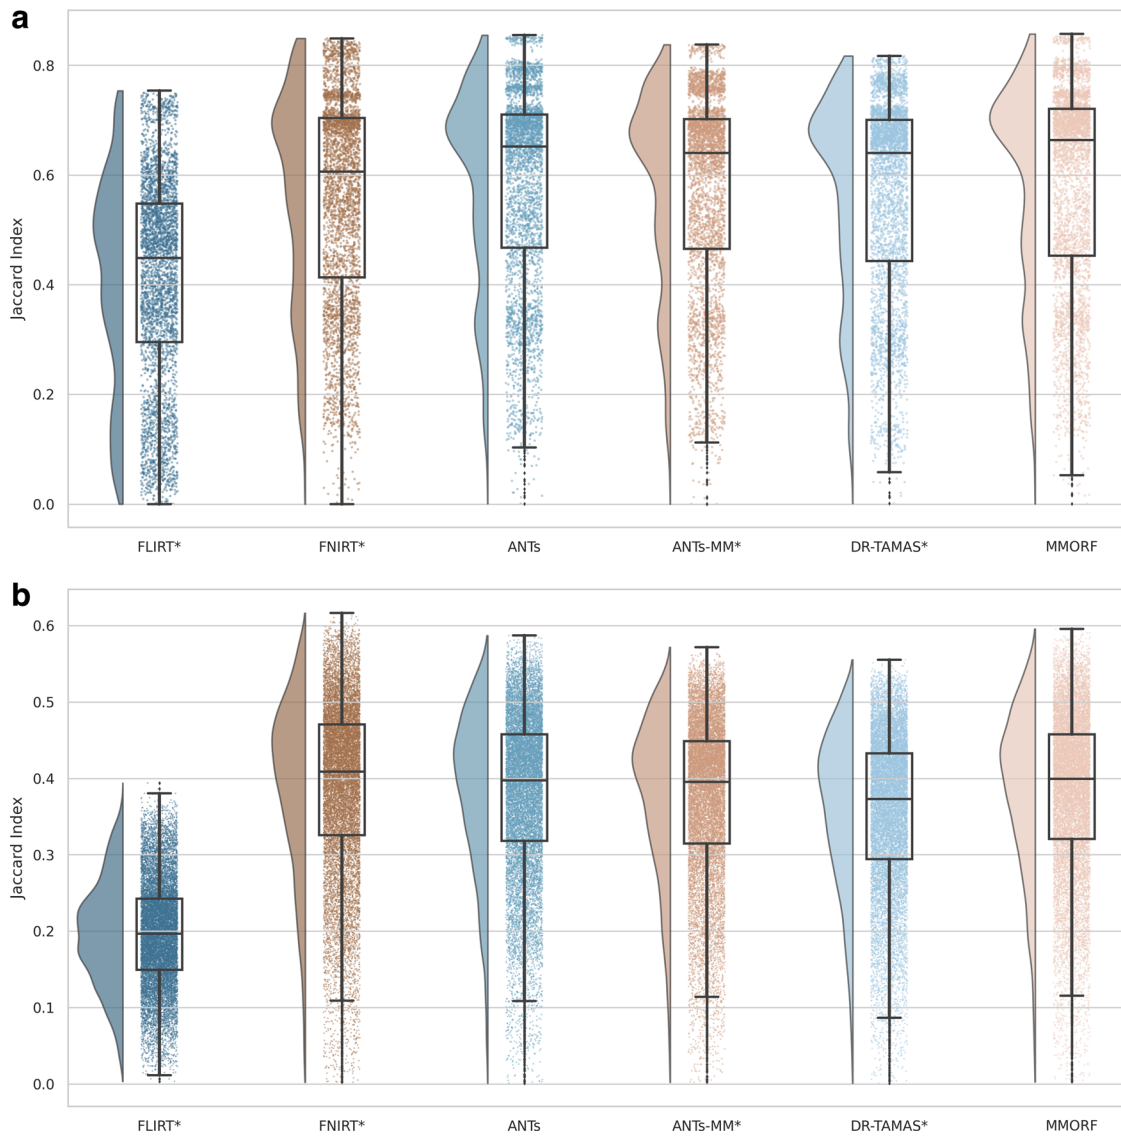 a
0.8
0.6
0.4
0.2
0.0
Jaccard Index
FLIRT* FNIRT* ANTs ANTs-MM* DR-TAMAS* MMORF
b
0.6
0.5
0.4
0.3
0.2
0.1
0.0
Jaccard Index
FLIRT* FNIRT* ANTs ANTs-MM* DR-TAMAS* MMORF